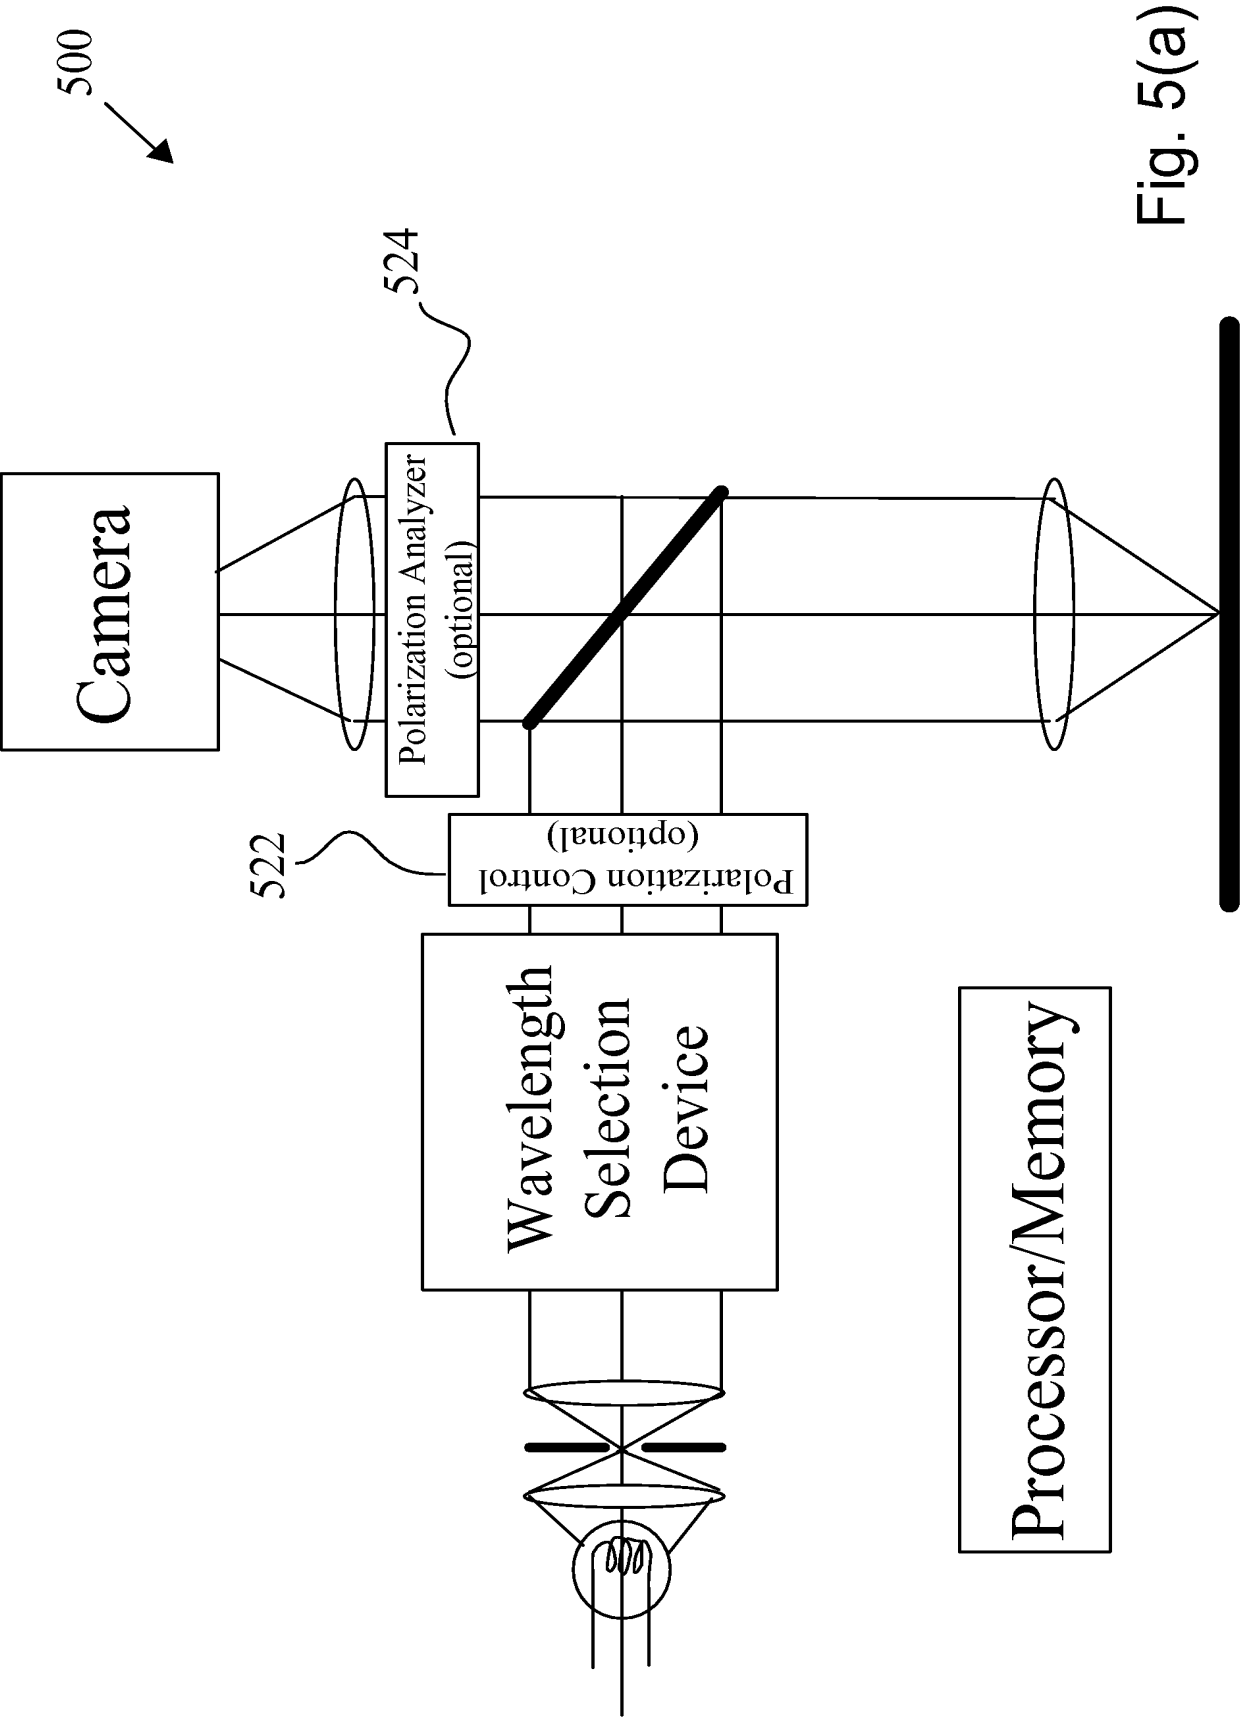 500
Camera
524
Polarization Analyzer
(optional)
522
Polarization Control
(optional)
Wavelength
Selection
Device
Processor/Memory
Fig. 5(a)